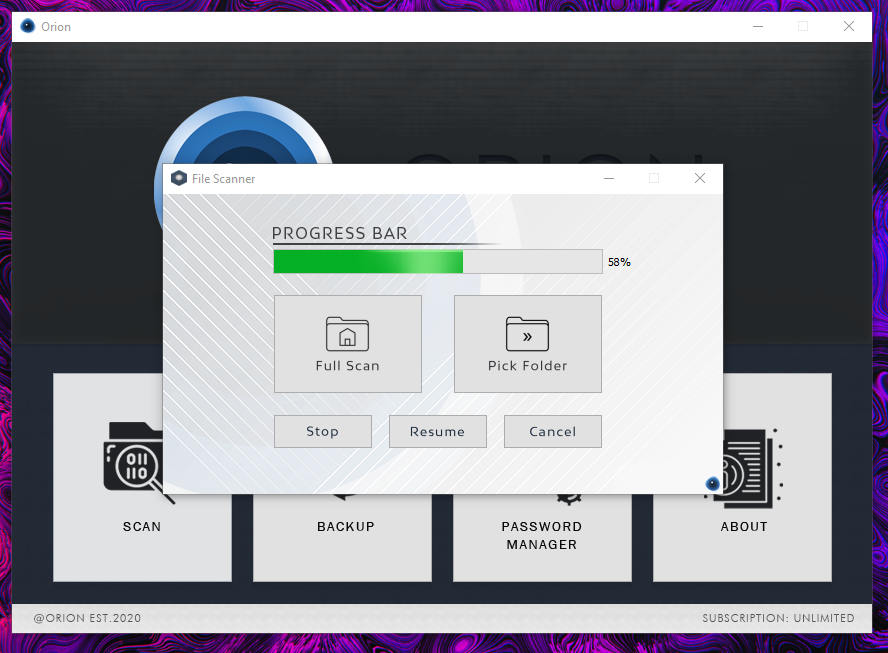 Orion
ORION
File Scanner
PROGRESS BAR
58%
Full Scan
Pick Folder
Stop
Resume
Cancel
SCAN
BACKUP
PASSWORD
MANAGER
ABOUT
@ORION EST.2020
SUBSCRIPTION: UNLIMITED